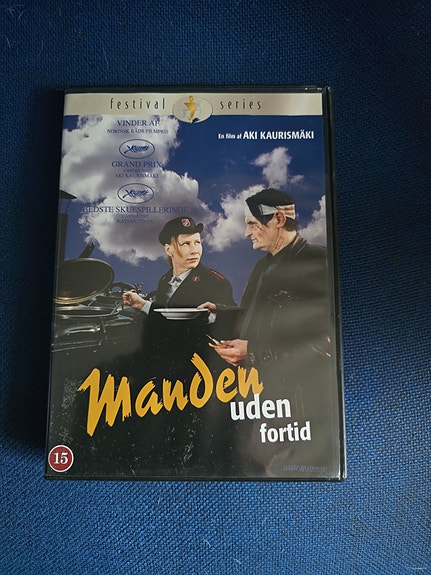 festival series
VINDER AF
NORDISK RÅDS FILMPRIS
En film af AKI KAURISMÄKI
GRAND PRIX
AKI KAURISMÄKI
BEDSTE SKUESPILLERINDE
Manden
uden
fortid
15